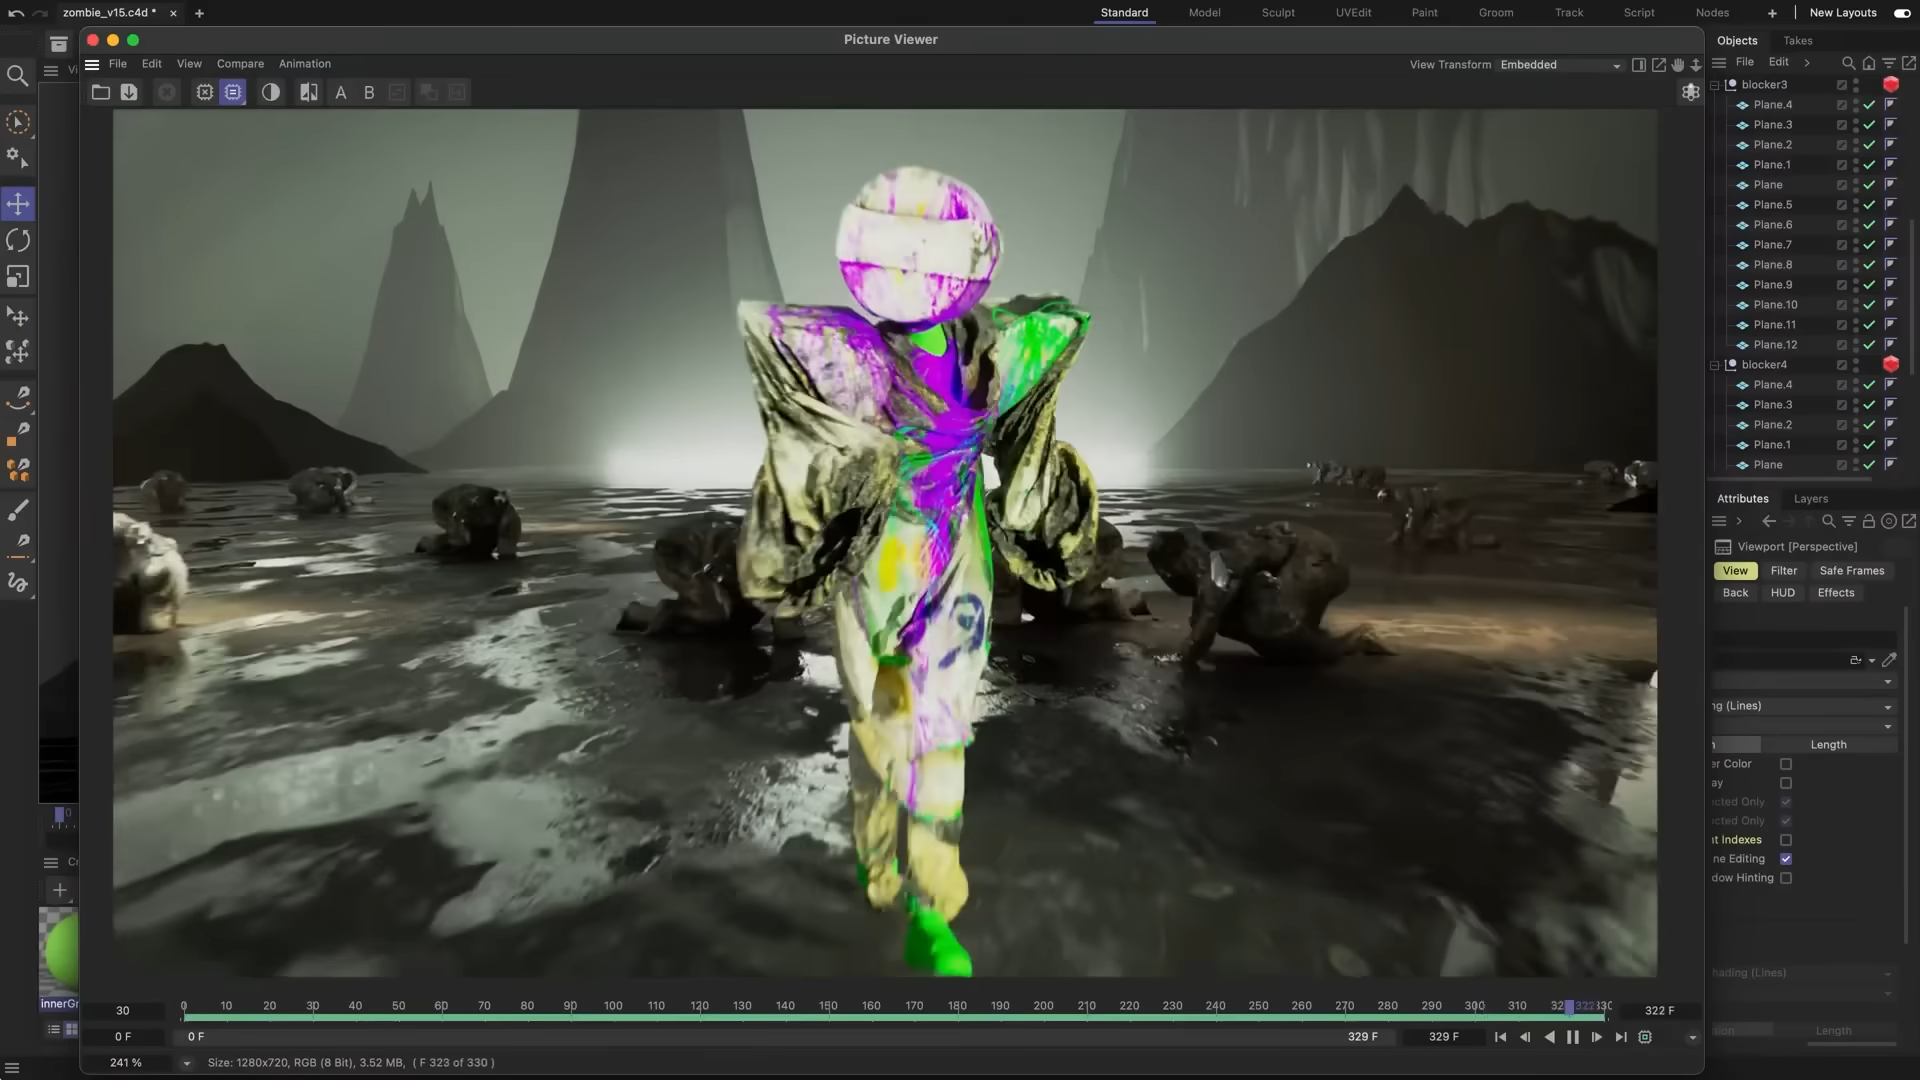 zombie_v15.c4d *
Standard
Model
Sculpt
UVEdit
Paint
Groom
Track
Script
Nodes
New Layouts
Picture Viewer
File Edit View Compare Animation
View Transform Embedded
A B
Objects Takes
File Edit
blocker3
Plane.4
Plane.3
Plane.2
Plane.1
Plane
Plane.5
Plane.6
Plane.7
Plane.8
Plane.9
Plane.10
Plane.11
Plane.12
blocker4
Plane.4
Plane.3
Plane.2
Plane.1
Plane
Attributes Layers
Viewport [Perspective]
View Filter Safe Frames
Back HUD Effects
ng (Lines)
Length
er Color
ay
cted Only
cted Only
t Indexes
ne Editing
dow Hinting
hading (Lines)
Length
innerGr
30
0 10 20 30 40 50 60 70 80 90 100 110 120 130 140 150 160 170 180 190 200 210 220 230 240 250 260 270 280 290 300 310
322 F
0 F
0 F
329 F
329 F
241 %
Size: 1280x720, RGB (8 Bit), 3.52 MB, ( F 323 of 330 )